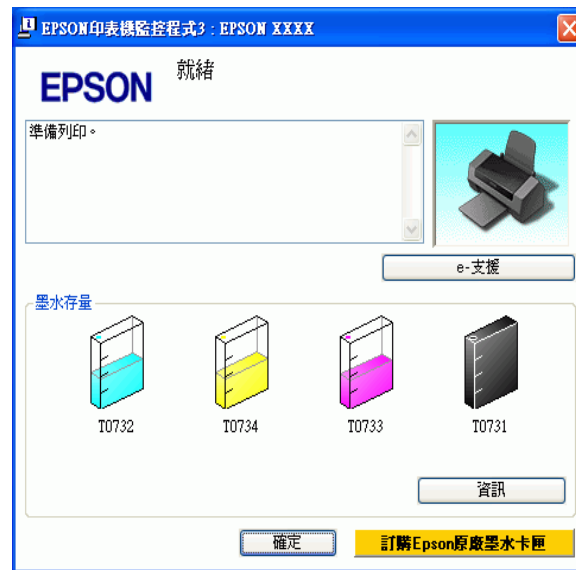 EPSON印表機監控程式3 : EPSON XXXX
EPSON
就緒
準備列印。
e-支援
墨水存量
T0732
T0734
T0733
T0731
資訊
確定
訂購Epson原廠墨水卡匣